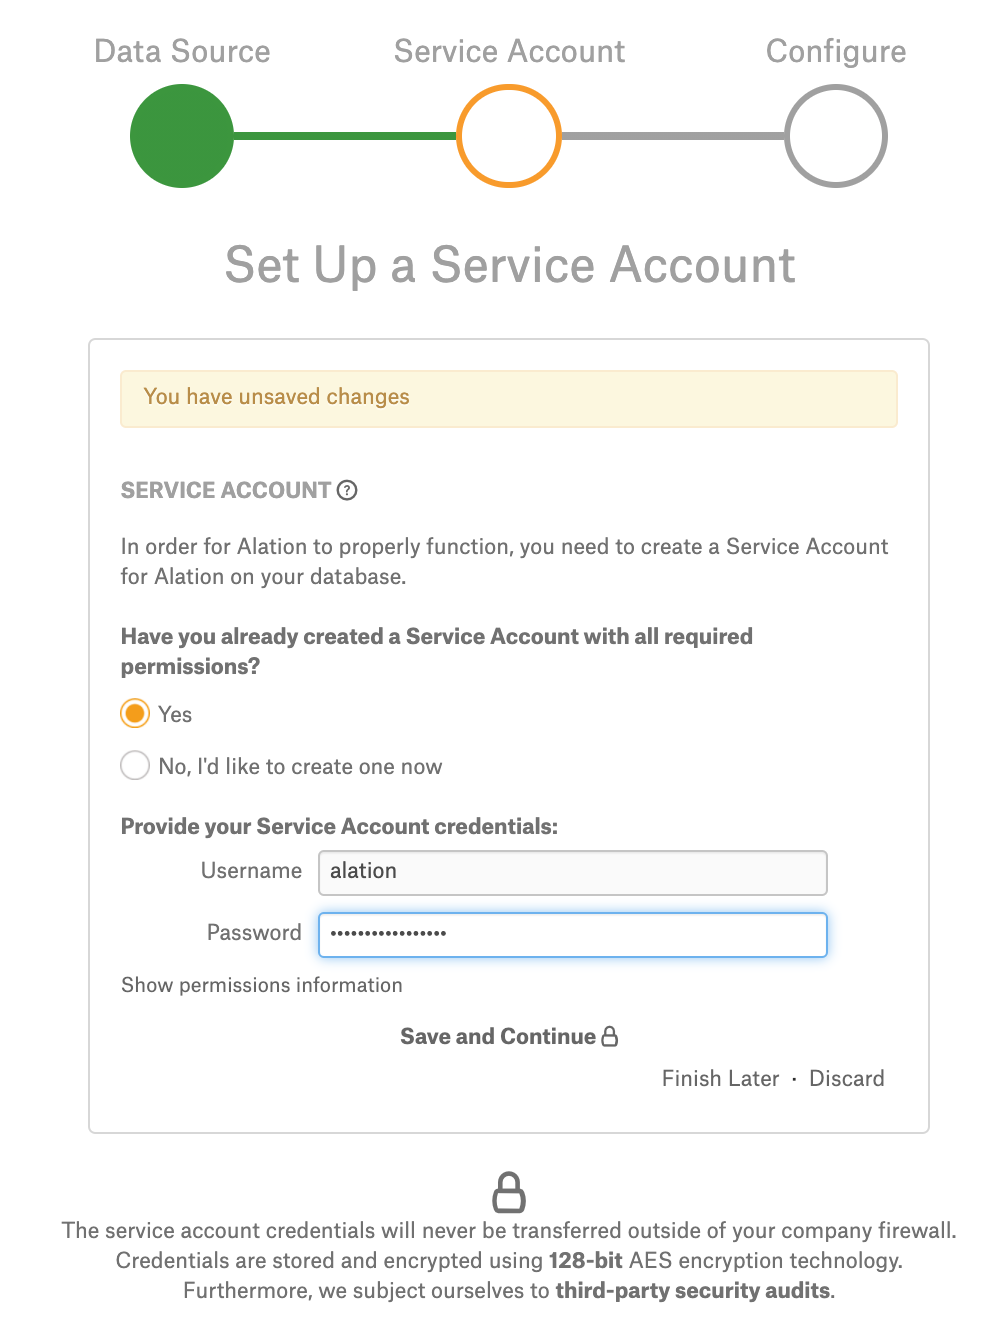 Data Source
Service Account
Configure
Set Up a Service Account
You have unsaved changes
SERVICE ACCOUNT ?
In order for Alation to properly function, you need to create a Service Account
for Alation on your database.
Have you already created a Service Account with all required
permissions?
Yes
No, I'd like to create one now
Provide your Service Account credentials:
Username alation
Password •••••••••••••••••
Show permissions information
Save and Continue
Finish Later · Discard
The service account credentials will never be transferred outside of your company firewall.
Credentials are stored and encrypted using 128-bit AES encryption technology.
Furthermore, we subject ourselves to third-party security audits.